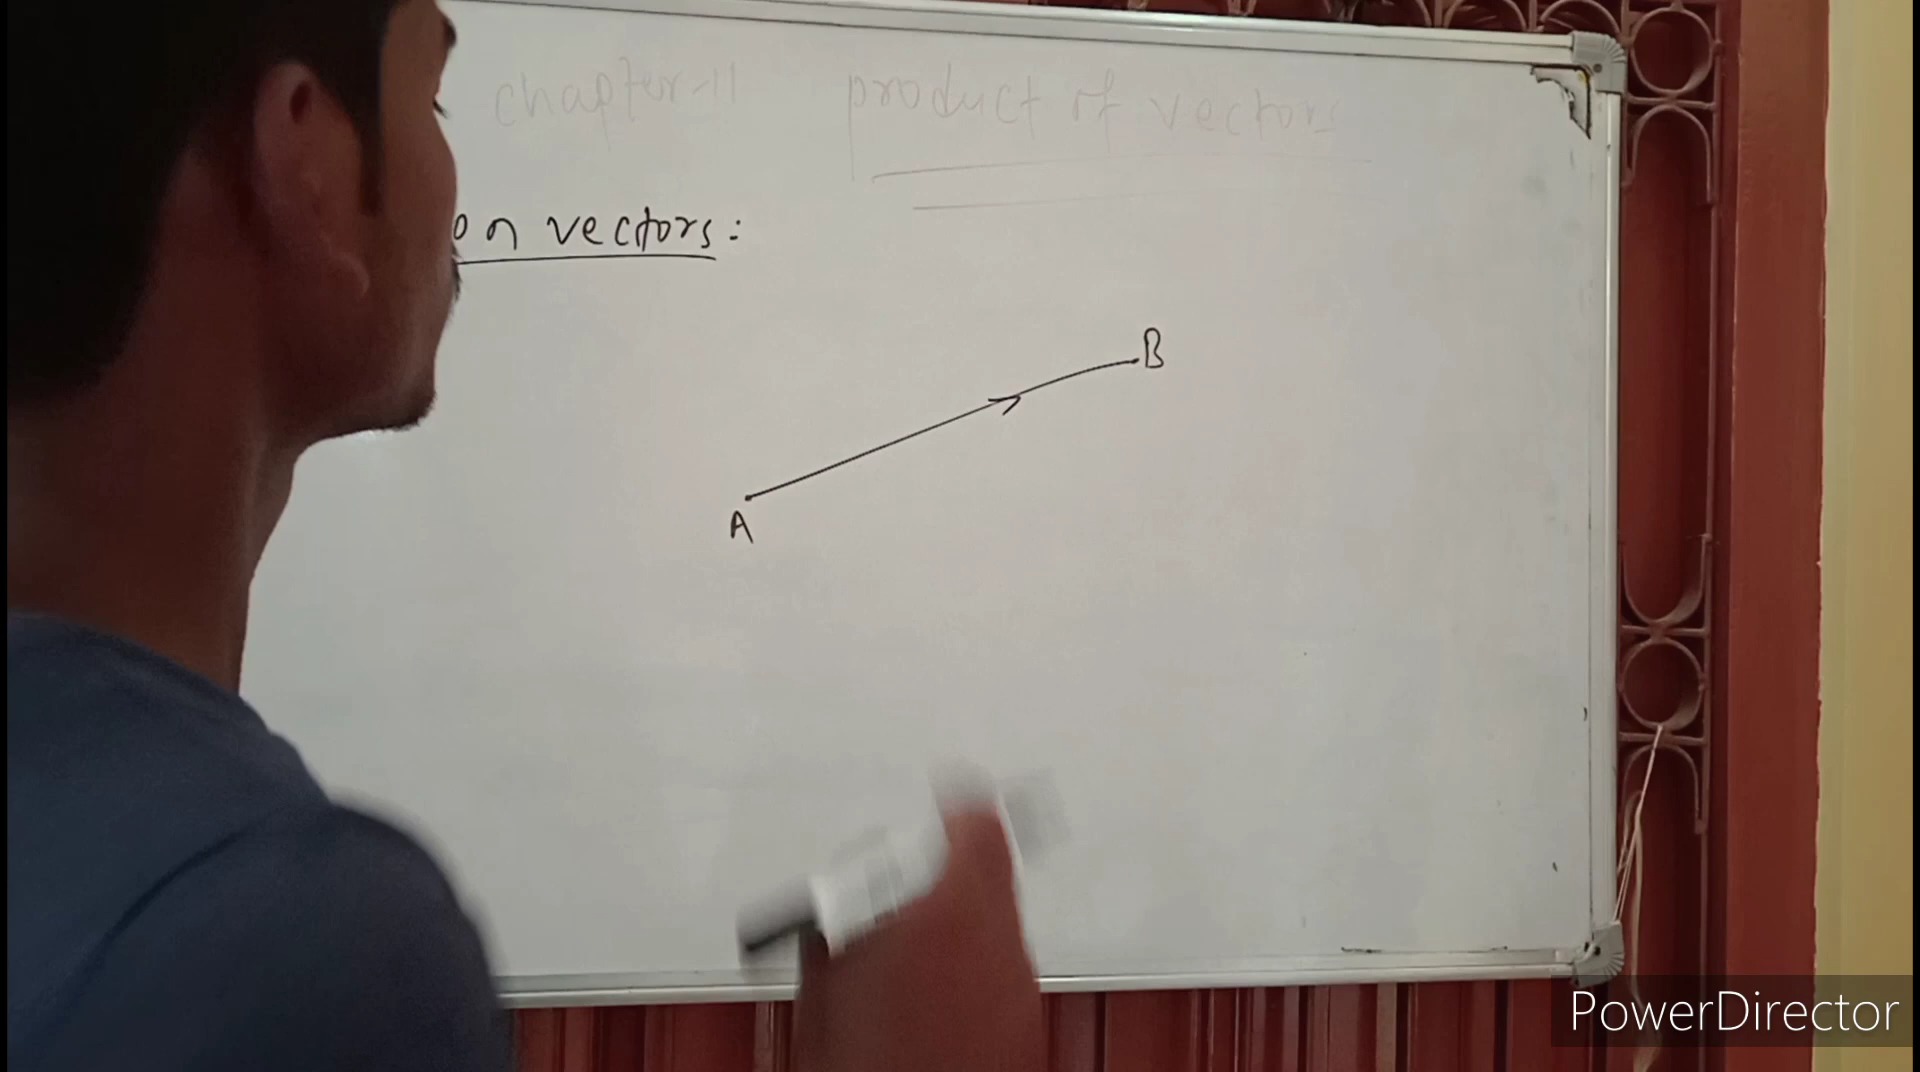 chapter-11 product of vectors
on vectors:
B
A
PowerDirector